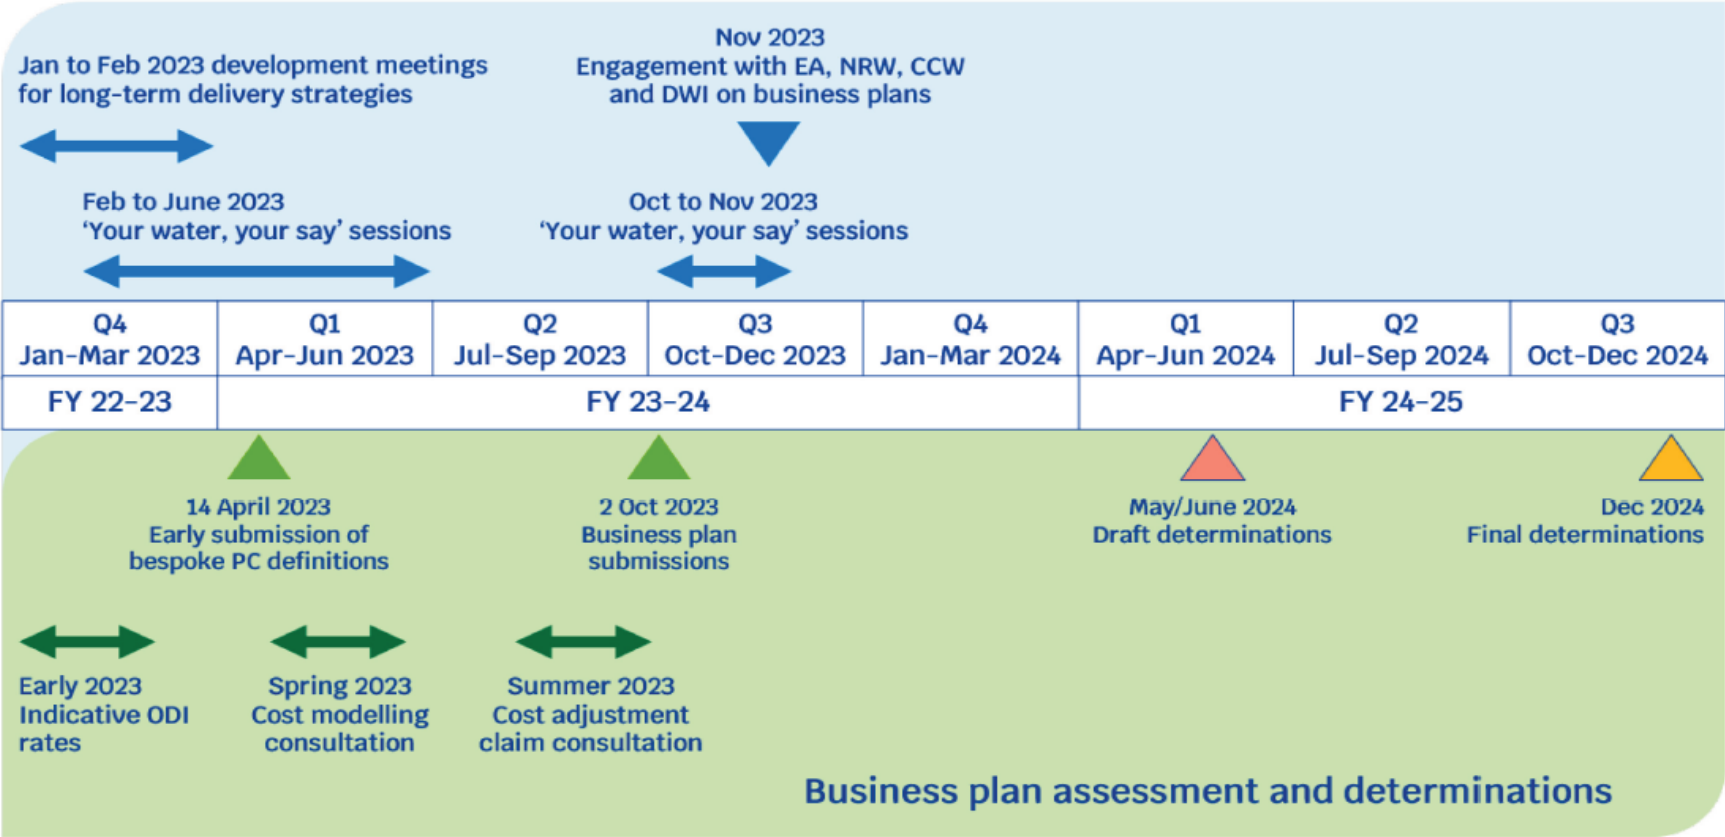 Jan to Feb 2023 development meetings
for long-term delivery strategies
Nov 2023
Engagement with EA, NRW, CCW
and DWI on business plans
Feb to June 2023
‘Your water, your say’ sessions
Oct to Nov 2023
‘Your water, your say’ sessions
Q4
Jan-Mar 2023
Q1
Apr-Jun 2023
Q2
Jul-Sep 2023
Q3
Oct-Dec 2023
Q4
Jan-Mar 2024
Q1
Apr-Jun 2024
Q2
Jul-Sep 2024
Q3
Oct-Dec 2024
FY 22-23
FY 23-24
FY 24-25
14 April 2023
Early submission of
bespoke PC definitions
2 Oct 2023
Business plan
submissions
May/June 2024
Draft determinations
Dec 2024
Final determinations
Early 2023
Indicative ODI
rates
Spring 2023
Cost modelling
consultation
Summer 2023
Cost adjustment
claim consultation
Business plan assessment and determinations